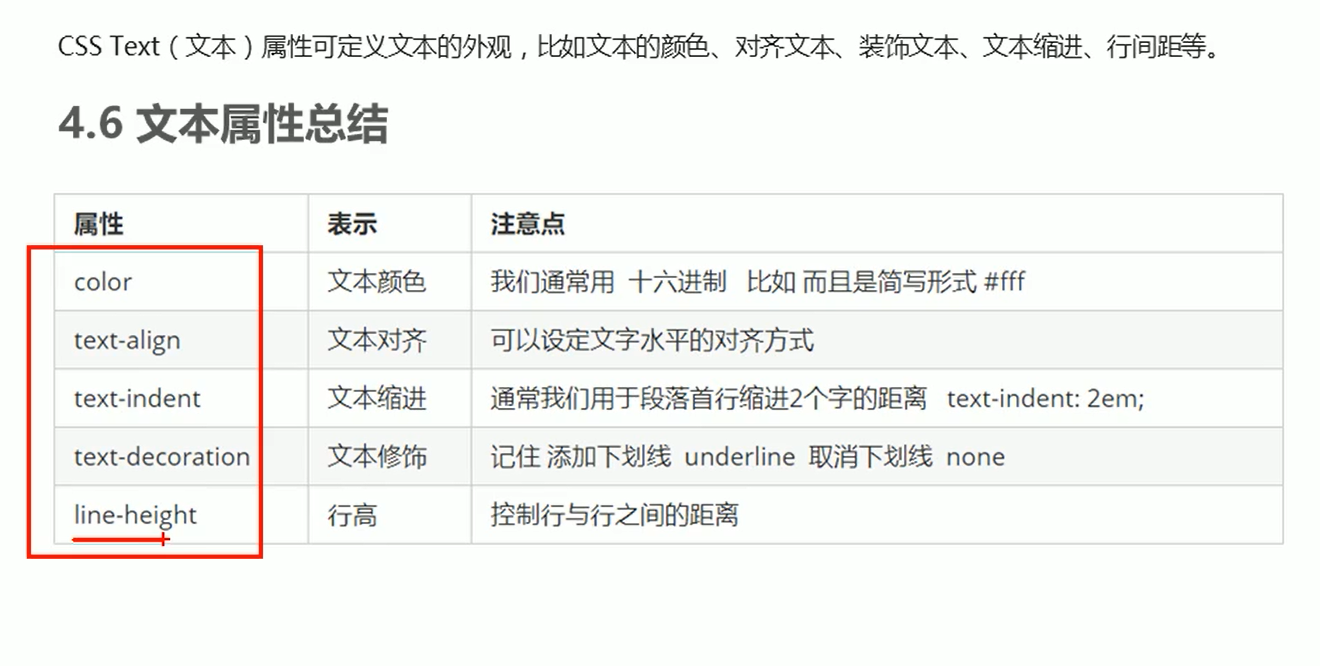 CSS Text（文本）属性可定义文本的外观，比如文本的颜色、对齐文本、装饰文本、文本缩进、行间距等。
4.6 文本属性总结
属性 表示 注意点
color 文本颜色 我们通常用 十六进制 比如 而且是简写形式 #fff
text-align 文本对齐 可以设定文字水平的对齐方式
text-indent 文本缩进 通常我们用于段落首行缩进2个字的距离 text-indent: 2em;
text-decoration 文本修饰 记住 添加下划线 underline 取消下划线 none
line-height 行高 控制行与行之间的距离